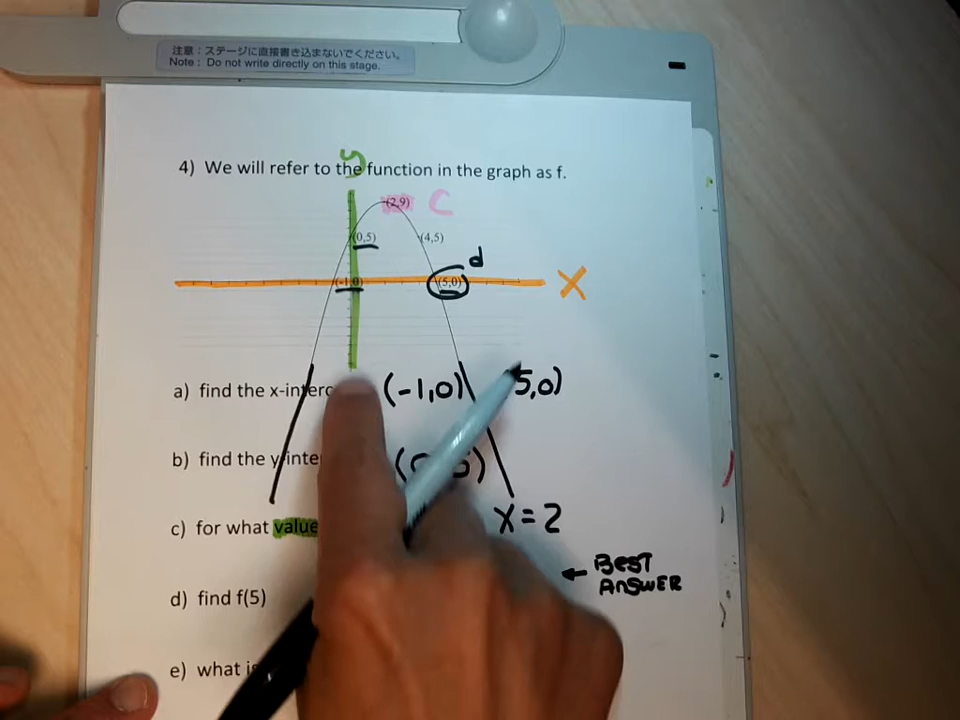 注意：ステージに直接書き込まないでください。
Note : Do not write directly on this stage.
4) We will refer to the function in the graph as f.
y
(2,9) C
(0,5) (4,5)
d
(-1,0) (5,0) X
a) find the x-interc (-1,0) 5,0)
b) find the y-inte
c) for what value X=2
← BEST
ANSWER
d) find f(5)
e) what is